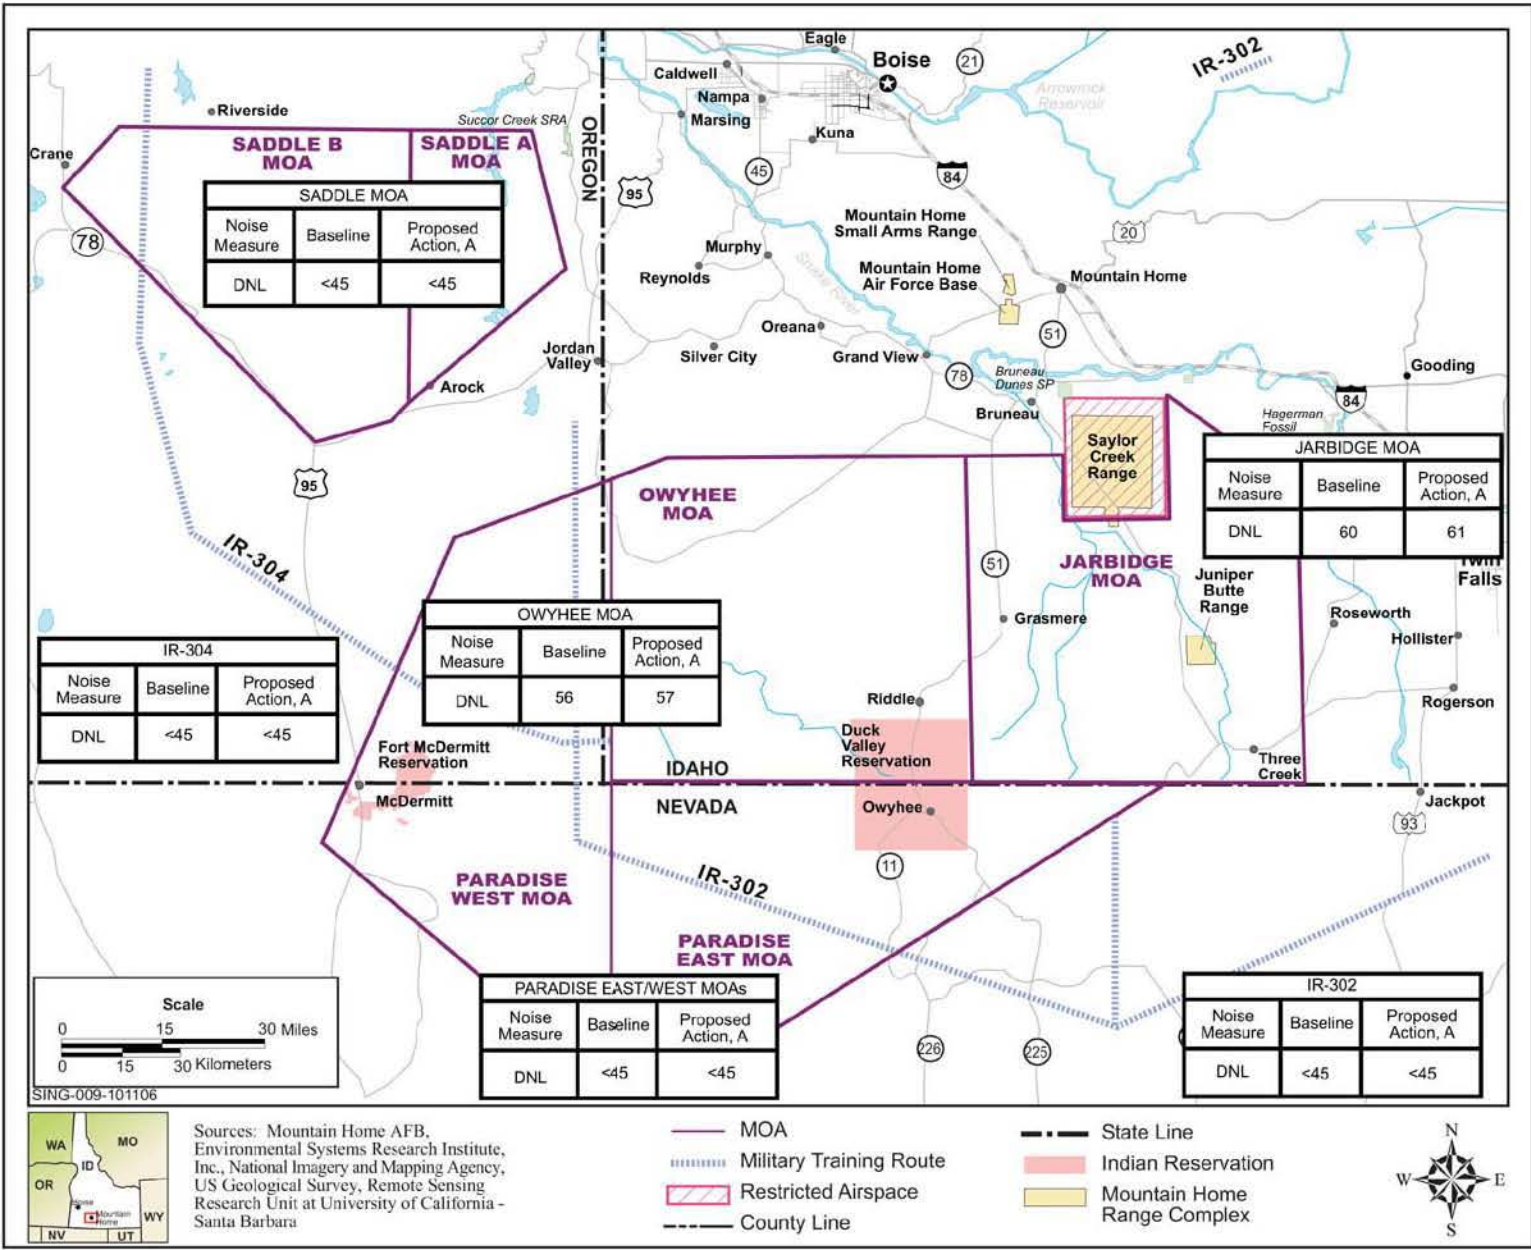 Eagle
Boise
21
IR-302
Caldwell
Arrowrock
Reservoir
Nampa
Riverside
Succor Creek SRA
Marsing
Kuna
OREGON
Crane
SADDLE B
MOA
SADDLE A
MOA
45
84
95
SADDLE MOA
Noise Measure Baseline Proposed Action, A
DNL <45 <45
78
Mountain Home
Small Arms Range
20
Murphy
Reynolds
Snake River
Mountain Home
Air Force Base
Mountain Home
Oreana
51
Jordan
Valley
Silver City
Grand View
Gooding
78
Bruneau
Dunes SP
Arock
Bruneau
84
Hagerman
Fossil
Saylor
Creek
Range
JARBIDGE MOA
Noise Measure Baseline Proposed Action, A
DNL 60 61
95
OWYHEE
MOA
IR-304
51
JARBIDGE
MOA
Juniper
Butte
Range
Twin
Falls
Grasmere
Roseworth
Hollister
OWYHEE MOA
Noise Measure Baseline Proposed Action, A
DNL 56 57
IR-304
Noise Measure Baseline Proposed Action, A
DNL <45 <45
Riddle
Rogerson
Duck
Valley
Reservation
Fort McDermitt
Reservation
Three
Creek
IDAHO
McDermitt
NEVADA
Owyhee
Jackpot
93
11
PARADISE
WEST MOA
IR-302
PARADISE
EAST MOA
PARADISE EAST/WEST MOAs
Noise Measure Baseline Proposed Action, A
DNL <45 <45
IR-302
Noise Measure Baseline Proposed Action, A
DNL <45 <45
226
225
Scale
0 15 30 Miles
0 15 30 Kilometers
SING-009-101106
WA
MO
ID
OR
Boise
Mountain
Home
WY
NV
UT
Sources: Mountain Home AFB,
Environmental Systems Research Institute,
Inc., National Imagery and Mapping Agency,
US Geological Survey, Remote Sensing
Research Unit at University of California -
Santa Barbara
MOA
Military Training Route
Restricted Airspace
County Line
State Line
Indian Reservation
Mountain Home
Range Complex
N
W
E
S